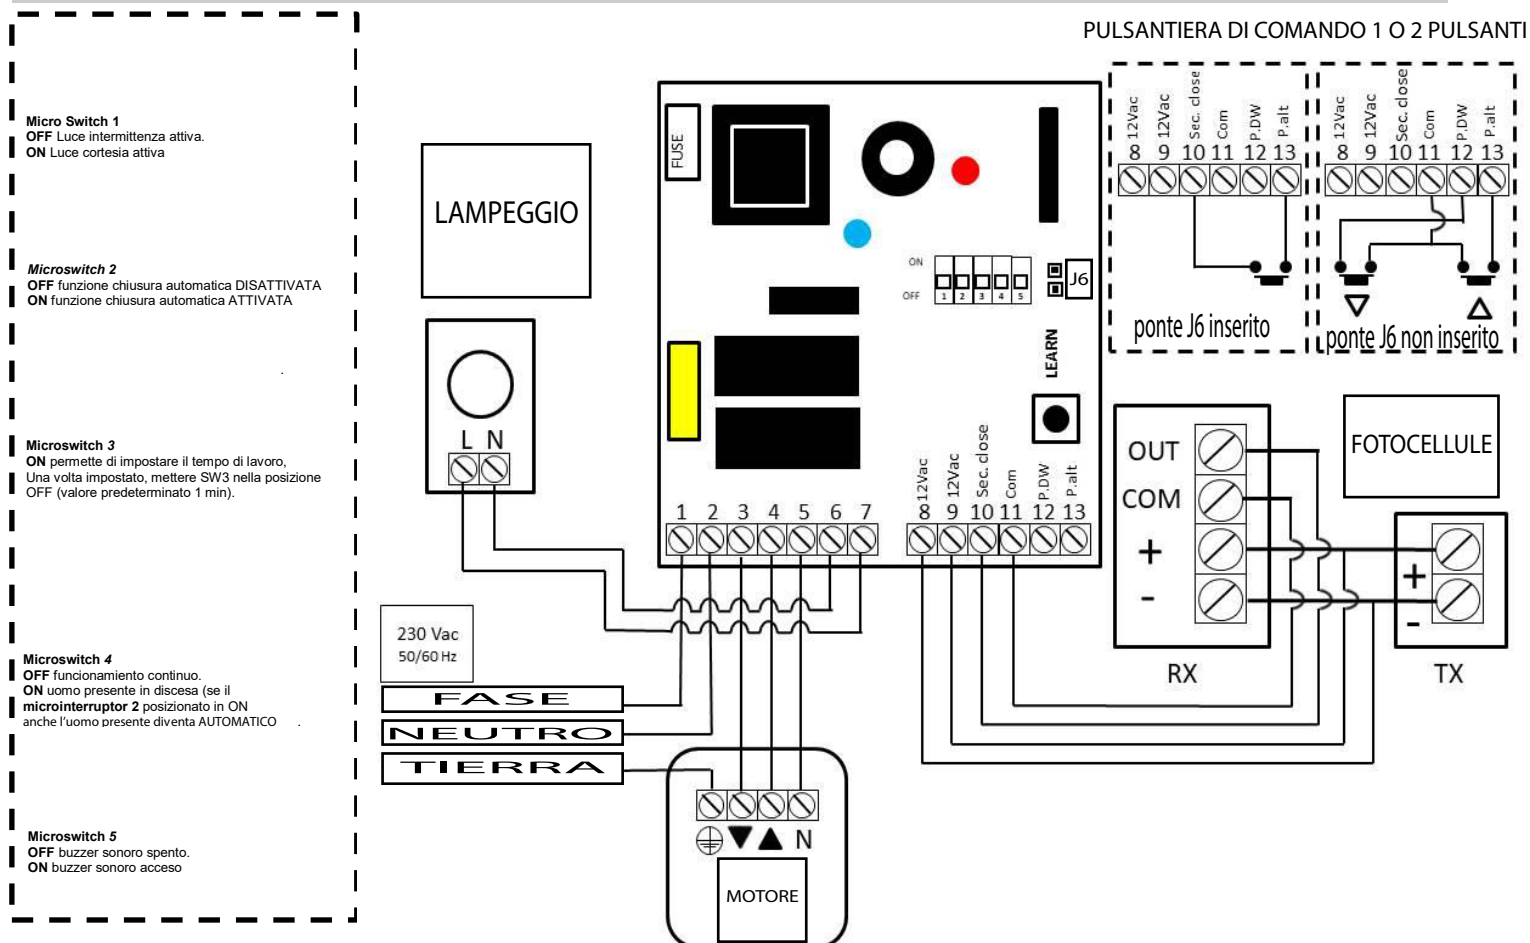 PULSANTIERA DI COMANDO 1 O 2 PULSANTI
Micro Switch 1
OFF Luce intermittenza attiva.
ON Luce cortesia attiva
Microswitch 2
OFF funzione chiusura automatica DISATTIVATA
ON funzione chiusura automatica ATTIVATA
.
Microswitch 3
ON permette di impostare il tempo di lavoro,
Una volta impostato, mettere SW3 nella posizione
OFF (valore predeterminato 1 min).
Microswitch 4
OFF funcionamiento continuo.
ON uomo presente in discesa (se il
microinterruptor 2 posizionato in ON
anche l'uomo presente diventa AUTOMATICO .
Microswitch 5
OFF buzzer sonoro spento.
ON buzzer sonoro acceso
LAMPEGGIO
L N
230 Vac
50/60 Hz
FASE
NEUTRO
TIERRA
FUSE
ON
OFF
1 2 3 4 5
J6
LEARN
12Vac 12Vac Sec. close Com P.DW P.alt
1 2 3 4 5 6 7 8 9 10 11 12 13
N
MOTORE
12Vac 12Vac Sec. close Com P.DW P.alt
8 9 10 11 12 13
ponte J6 inserito
12Vac 12Vac Sec. close Com P.DW P.alt
8 9 10 11 12 13
ponte J6 non inserito
OUT
COM
+
-
RX
FOTOCELLULE
+
-
TX